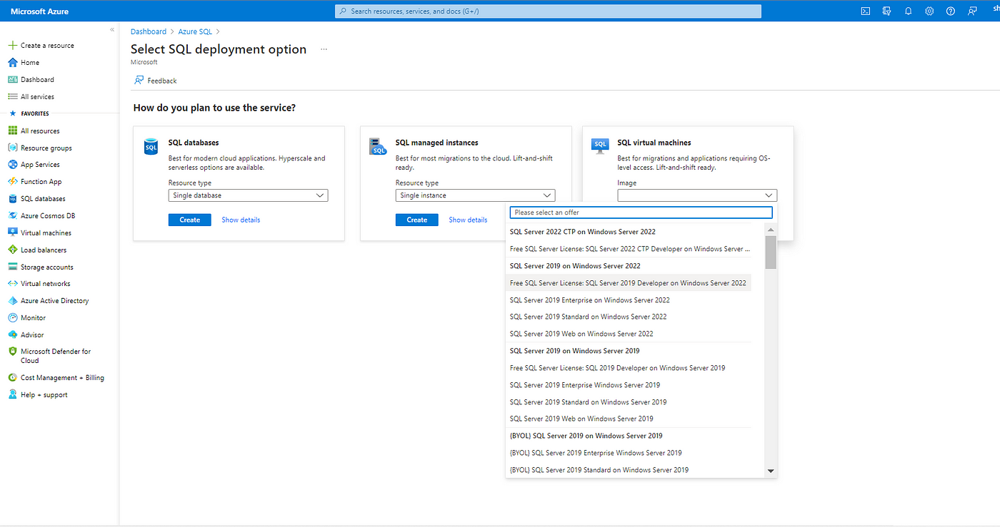 Microsoft Azure
Search resources, services, and docs (G+/)
sh
«
Create a resource
Home
Dashboard
All services
FAVORITES
All resources
Resource groups
App Services
Function App
SQL databases
Azure Cosmos DB
Virtual machines
Load balancers
Storage accounts
Virtual networks
Azure Active Directory
Monitor
Advisor
Microsoft Defender for
Cloud
Cost Management + Billing
Help + support
Dashboard > Azure SQL >
Select SQL deployment option ...
Microsoft
Feedback
How do you plan to use the service?
SQL
SQL databases
Best for modern cloud applications. Hyperscale and
serverless options are available.
Resource type
Single database
Create Show details
SQL
SQL managed instances
Best for most migrations to the cloud. Lift-and-shift
ready.
Resource type
Single instance
Create Show details
SQL
SQL virtual machines
Best for migrations and applications requiring OS-
level access. Lift-and-shift ready.
Image
Please select an offer
SQL Server 2022 CTP on Windows Server 2022
Free SQL Server License: SQL Server 2022 CTP Developer on Windows Server ...
SQL Server 2019 on Windows Server 2022
Free SQL Server License: SQL Server 2019 Developer on Windows Server 2022
SQL Server 2019 Enterprise on Windows Server 2022
SQL Server 2019 Standard on Windows Server 2022
SQL Server 2019 Web on Windows Server 2022
SQL Server 2019 on Windows Server 2019
Free SQL Server License: SQL 2019 Developer on Windows Server 2019
SQL Server 2019 Enterprise Windows Server 2019
SQL Server 2019 Standard on Windows Server 2019
SQL Server 2019 Web on Windows Server 2019
{BYOL} SQL Server 2019 on Windows Server 2019
{BYOL} SQL Server 2019 Enterprise Windows Server 2019
{BYOL} SQL Server 2019 Standard on Windows Server 2019